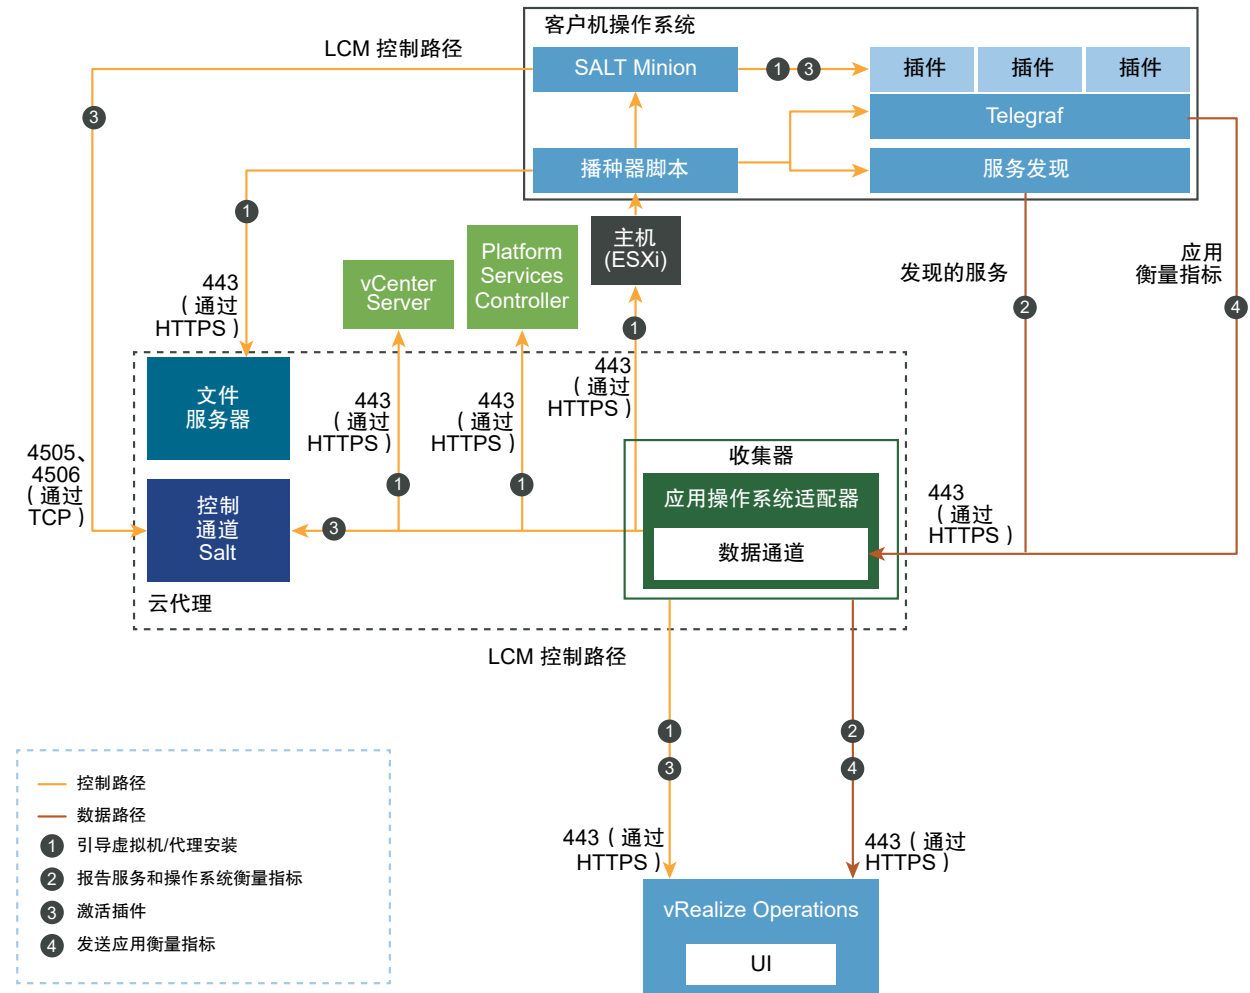 客户机操作系统
LCM 控制路径
SALT Minion
1
3
插件
插件
插件
3
Telegraf
播种器脚本
服务发现
1
主机
(ESXi)
Platform
Services
Controller
vCenter
Server
443
( 通过
HTTPS )
1
发现的服务
应用
衡量指标
2
4
文件
服务器
443
( 通过
HTTPS )
443
( 通过
HTTPS )
443
( 通过
HTTPS )
4505、
4506
( 通过
TCP )
控制
通道
Salt
1
1
3
收集器
应用操作系统适配器
数据通道
443
( 通过
HTTPS )
云代理
LCM 控制路径
1
2
3
4
443 ( 通过
HTTPS )
443 ( 通过
HTTPS )
vRealize Operations
UI
控制路径
数据路径
1 引导虚拟机/代理安装
2 报告服务和操作系统衡量指标
3 激活插件
4 发送应用衡量指标